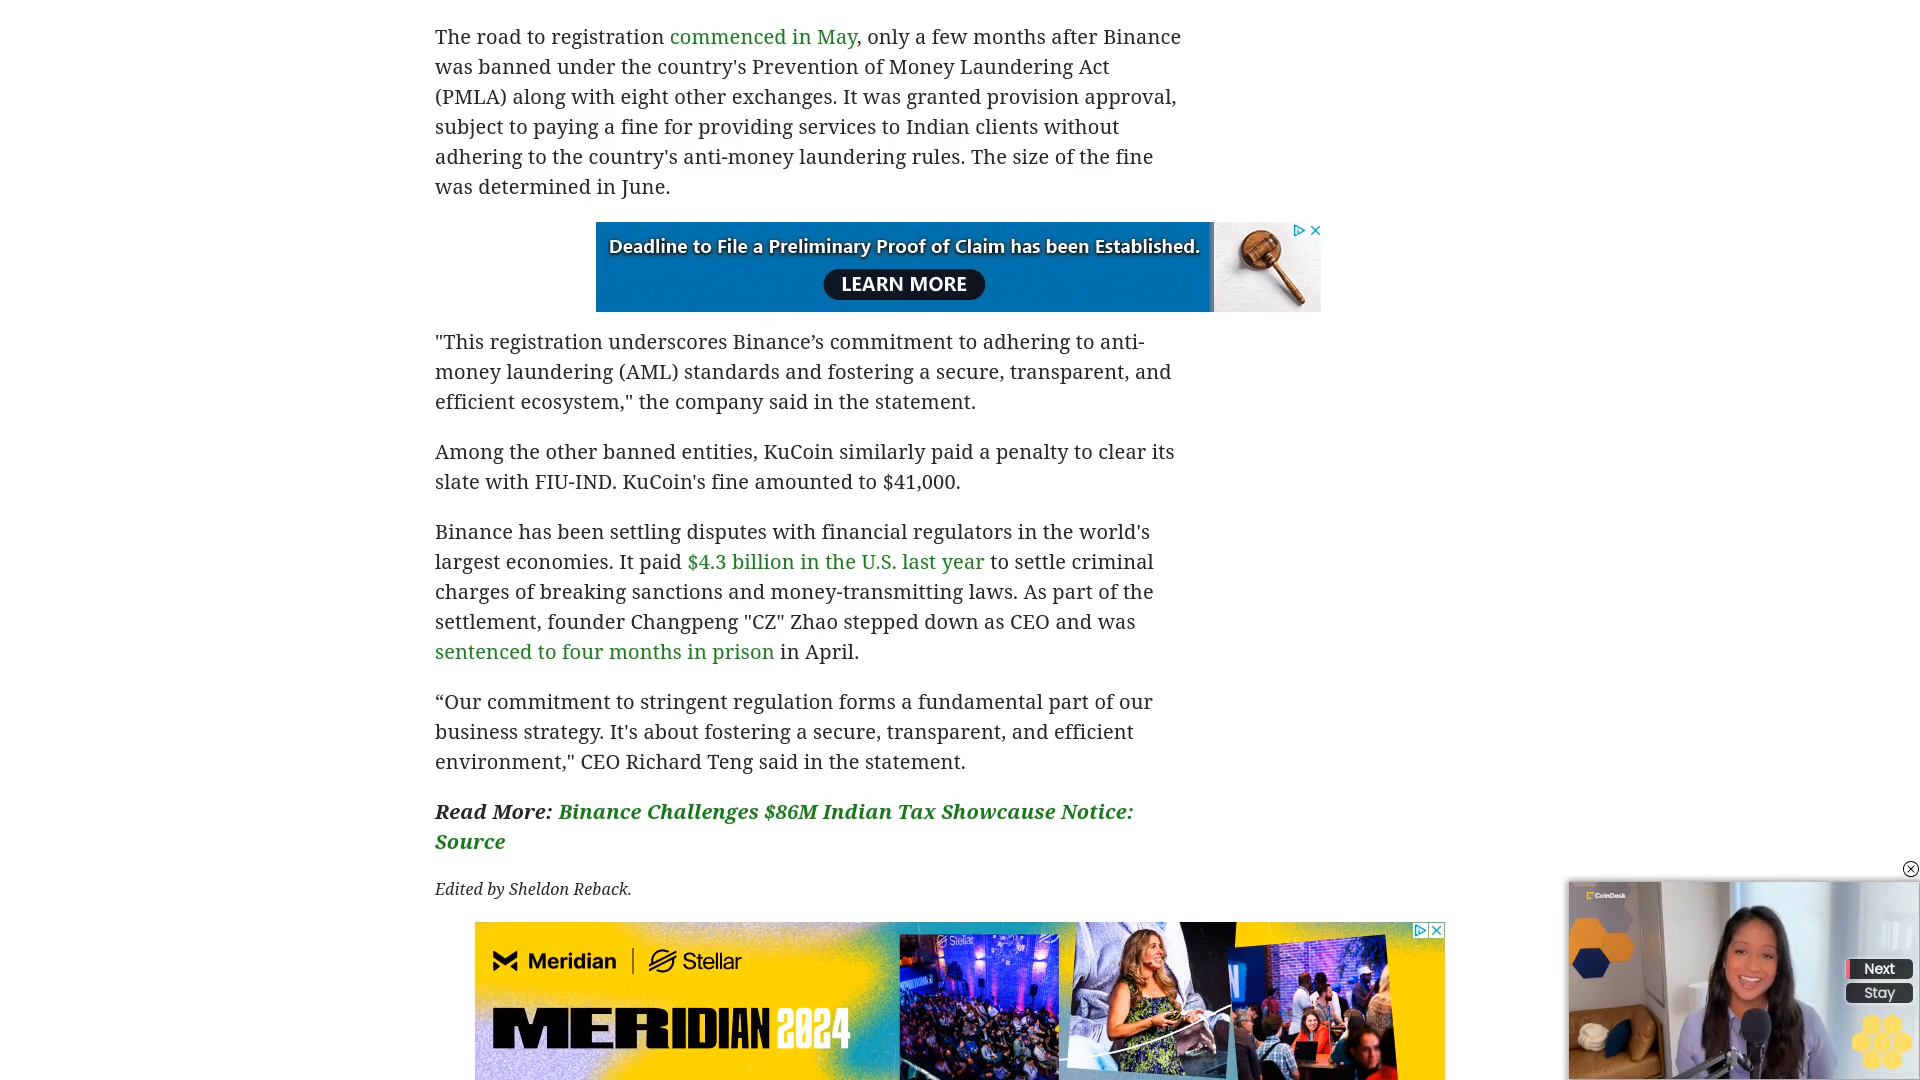 The road to registration commenced in May, only a few months after Binance
was banned under the country's Prevention of Money Laundering Act
(PMLA) along with eight other exchanges. It was granted provision approval,
subject to paying a fine for providing services to Indian clients without
adhering to the country's anti-money laundering rules. The size of the fine
was determined in June.
Deadline to File a Preliminary Proof of Claim has been Established.
LEARN MORE
"This registration underscores Binance’s commitment to adhering to anti-
money laundering (AML) standards and fostering a secure, transparent, and
efficient ecosystem," the company said in the statement.
Among the other banned entities, KuCoin similarly paid a penalty to clear its
slate with FIU-IND. KuCoin's fine amounted to $41,000.
Binance has been settling disputes with financial regulators in the world's
largest economies. It paid $4.3 billion in the U.S. last year to settle criminal
charges of breaking sanctions and money-transmitting laws. As part of the
settlement, founder Changpeng "CZ" Zhao stepped down as CEO and was
sentenced to four months in prison in April.
“Our commitment to stringent regulation forms a fundamental part of our
business strategy. It's about fostering a secure, transparent, and efficient
environment," CEO Richard Teng said in the statement.
Read More: Binance Challenges $86M Indian Tax Showcause Notice:
Source
Edited by Sheldon Reback.
Meridian | Stellar
MERIDIAN 2024
Stellar
CoinDesk
Next
Stay